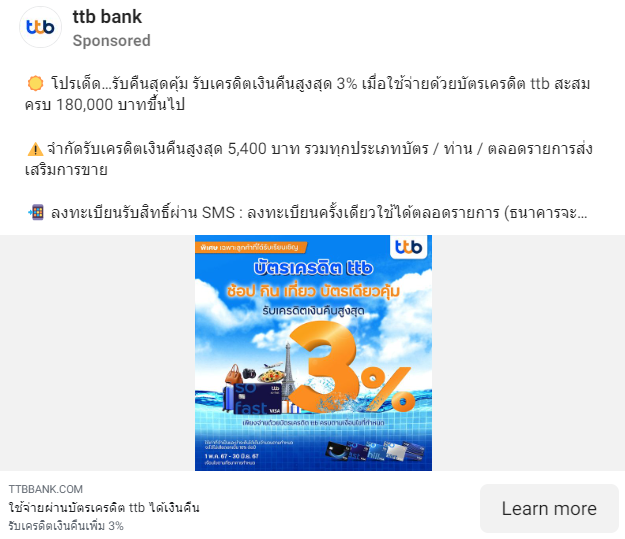 ttb
ttb bank
Sponsored
โปรเด็ด...รับคืนสุดคุ้ม รับเครดิตเงินคืนสูงสุด 3% เมื่อใช้จ่ายด้วยบัตรเครดิต ttb สะสม
ครบ 180,000 บาทขึ้นไป
จำกัดรับเครดิตเงินคืนสูงสุด 5,400 บาท รวมทุกประเภทบัตร / ท่าน / ตลอดรายการส่ง
เสริมการขาย
ลงทะเบียนรับสิทธิ์ผ่าน SMS : ลงทะเบียนครั้งเดียวใช้ได้ตลอดรายการ (ธนาคารจะ...
พิเศษ เฉพาะลูกค้าที่ได้รับเรียนเชิญ
ttb
บัตรเครดิต ttb
ช้อป กิน เที่ยว บัตรเดียวคุ้ม
รับเครดิตเงินคืนสูงสุด
3%
so
fast
ttb
VISA
เพียงจ่ายด้วยบัตรเครดิต ttb ครบตามเงื่อนไขที่กำหนด
1 พ.ค. 67 - 30 มิ.ย. 67
TTBBANK.COM
ใช้จ่ายผ่านบัตรเครดิต ttb ได้เงินคืน
รับเครดิตเงินคืนเพิ่ม 3%
Learn more